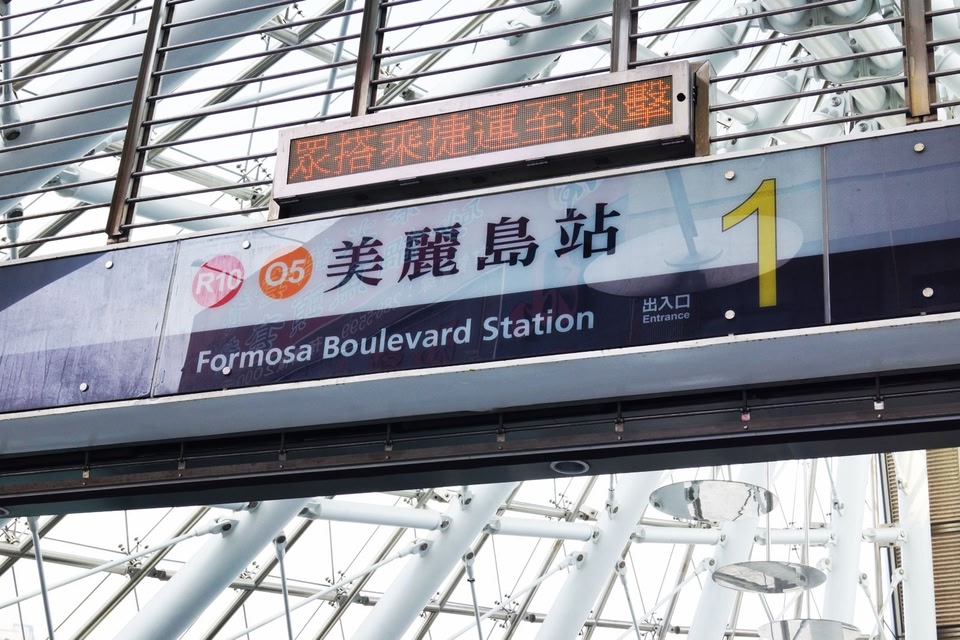 眾搭乘捷運至技擊
R10 O5 美麗島站
Formosa Boulevard Station
出入口
Entrance
1